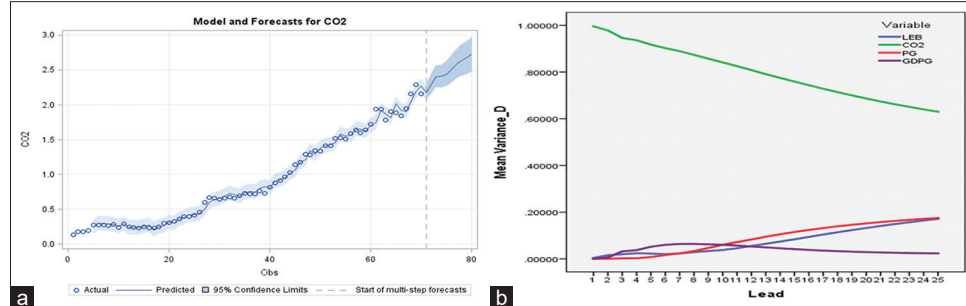 Model and Forecasts for CO2
3.0
2.5
2.0
1.5
1.0
0.5
0.0
CO2
0 20 40 60 80
Obs
Actual Predicted 95% Confidence Limits Start of multi-step forecasts
a
1.00000
.80000
.60000
.40000
.20000
.00000
Mean Variance_D
Variable
LEB
CO2
PG
GDPG
1 2 3 4 5 6 7 8 9 10 11 12 13 14 15 16 17 18 19 20 21 22 23 24 25
Lead
b